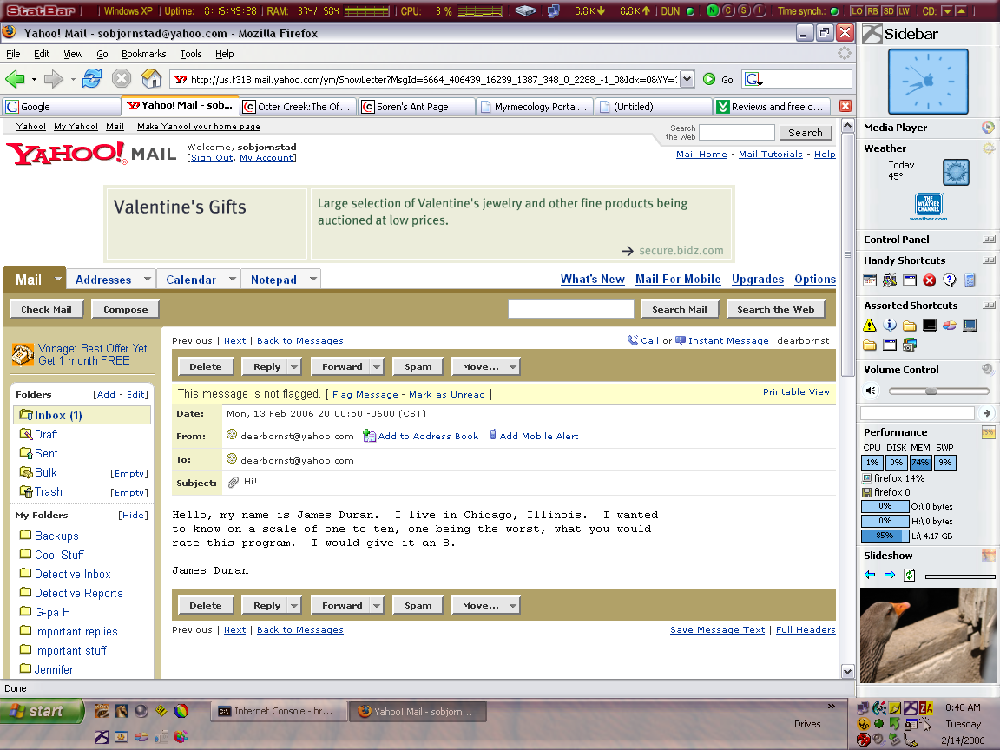 StatBar | Windows XP | Uptime: 0:15:49:28 | RAM: 374/ 504 | CPU: 3 % | 0.0K 0.0K | DUN: N C S I | Time synch.: | LO RB SD LW | CD: |
Yahoo! Mail - sobjornstad@yahoo.com - Mozilla Firefox
File Edit View Go Bookmarks Tools Help
http://us.f318.mail.yahoo.com/ym/ShowLetter?MsgId=6664_406439_16239_1387_348_0_2288_-1_0&Idx=0&YY=: Go
Google Yahoo! Mail - sob... Otter Creek:The Of... Soren's Ant Page Myrmecology Portal... (Untitled) Reviews and free d...
Yahoo! My Yahoo! Mail Make Yahoo! your home page
Search the Web Search
YAHOO! MAIL
Welcome, sobjornstad
[Sign Out, My Account]
Mail Home - Mail Tutorials - Help
Valentine's Gifts
Large selection of Valentine's jewelry and other fine products being
auctioned at low prices.
secure.bidz.com
Mail Addresses Calendar Notepad
What's New - Mail For Mobile - Upgrades - Options
Check Mail Compose Search Mail Search the Web
Vonage: Best Offer Yet
Get 1 month FREE
Folders [Add - Edit]
Inbox (1)
Draft
Sent
Bulk [Empty]
Trash [Empty]
My Folders [Hide]
Backups
Cool Stuff
Detective Inbox
Detective Reports
G-pa H
Important replies
Important stuff
Jennifer
Previous | Next | Back to Messages
Call or Instant Message dearbornst
Delete Reply Forward Spam Move...
This message is not flagged. [ Flag Message - Mark as Unread ]
Printable View
Date: Mon, 13 Feb 2006 20:00:50 -0600 (CST)
From: dearbornst@yahoo.com Add to Address Book Add Mobile Alert
To: dearbornst@yahoo.com
Subject: Hi!
Hello, my name is James Duran. I live in Chicago, Illinois. I wanted
to know on a scale of one to ten, one being the worst, what you would
rate this program. I would give it an 8.
James Duran
Delete Reply Forward Spam Move...
Previous | Next | Back to Messages
Save Message Text | Full Headers
Done
Sidebar
Media Player
Weather
Today
45°
THE WEATHER CHANNEL
weather.com
Control Panel
Handy Shortcuts
Assorted Shortcuts
Volume Control
Performance 75%
CPU DISK MEM SWP
1% 0% 74% 9%
firefox 14%
firefox 0
0% O:\ 0 bytes
0% H:\ 0 bytes
85% L:\ 4.17 GB
Slideshow
start
Internet Console - br...
Yahoo! Mail - sobjorn...
»
Drives
ZA
8:40 AM
Tuesday
2/14/2006